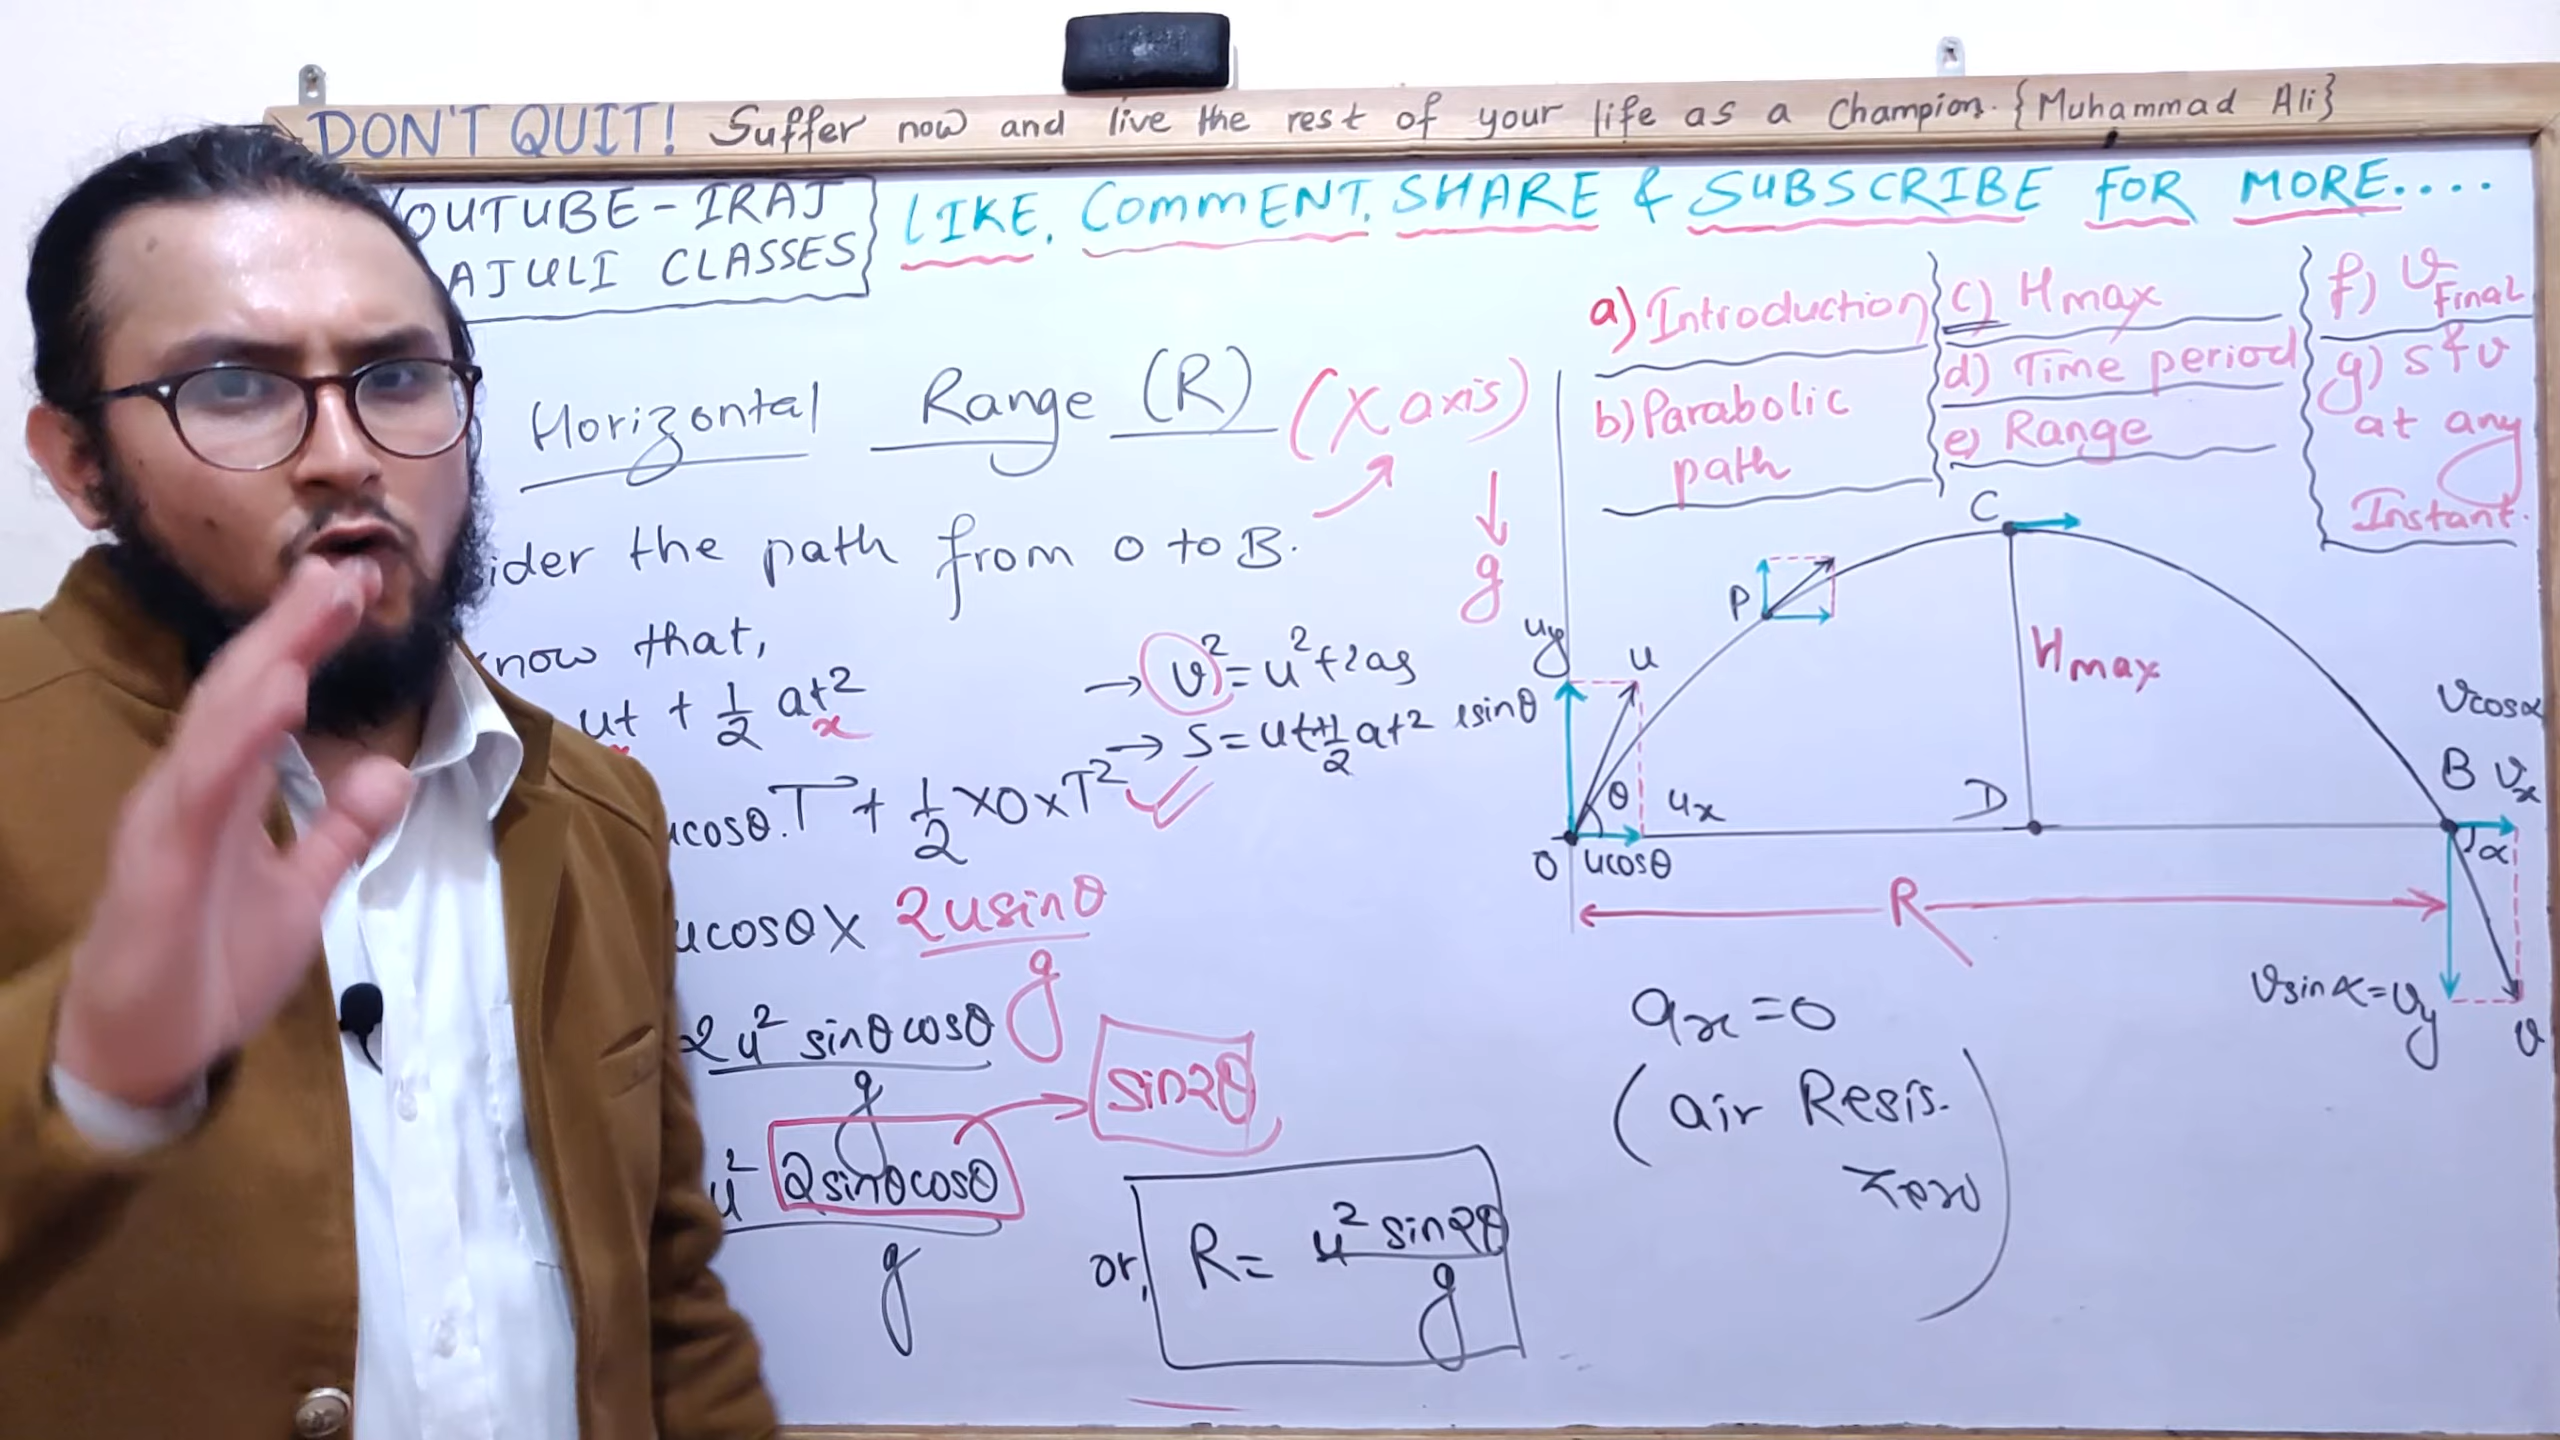 DON'T QUIT! Suffer now and live the rest of your life as a Champion. {Muhammad Ali}
YOUTUBE-IRAJ
AJULI CLASSES
LIKE, COMMENT, SHARE & SUBSCRIBE FOR MORE....
a) Introduction
b) Parabolic
path
c) Hmax
d) Time period
e) Range
f) vFinal
g) s & v
at any
Instant.
Horizontal Range (R) (X axis)
g
ider the path from O to B.
now that,
ut + 1/2 at²
x
→ v² = u² + 2as
→ s = ut + 1/2 at²
ucosθ.T + 1/2 × 0 × T²
ucosθ × 2usinθ/g
2u² sinθcosθ/g
sin2θ
u² 2sinθcosθ/g
or, R = u² sin2θ/g
C
P
Hmax
uy
u
usinθ
θ
ux
O
ucosθ
D
vcosα
B vx
α
R
vsinα = vy
v
ax = 0
(air Resis.
zero)